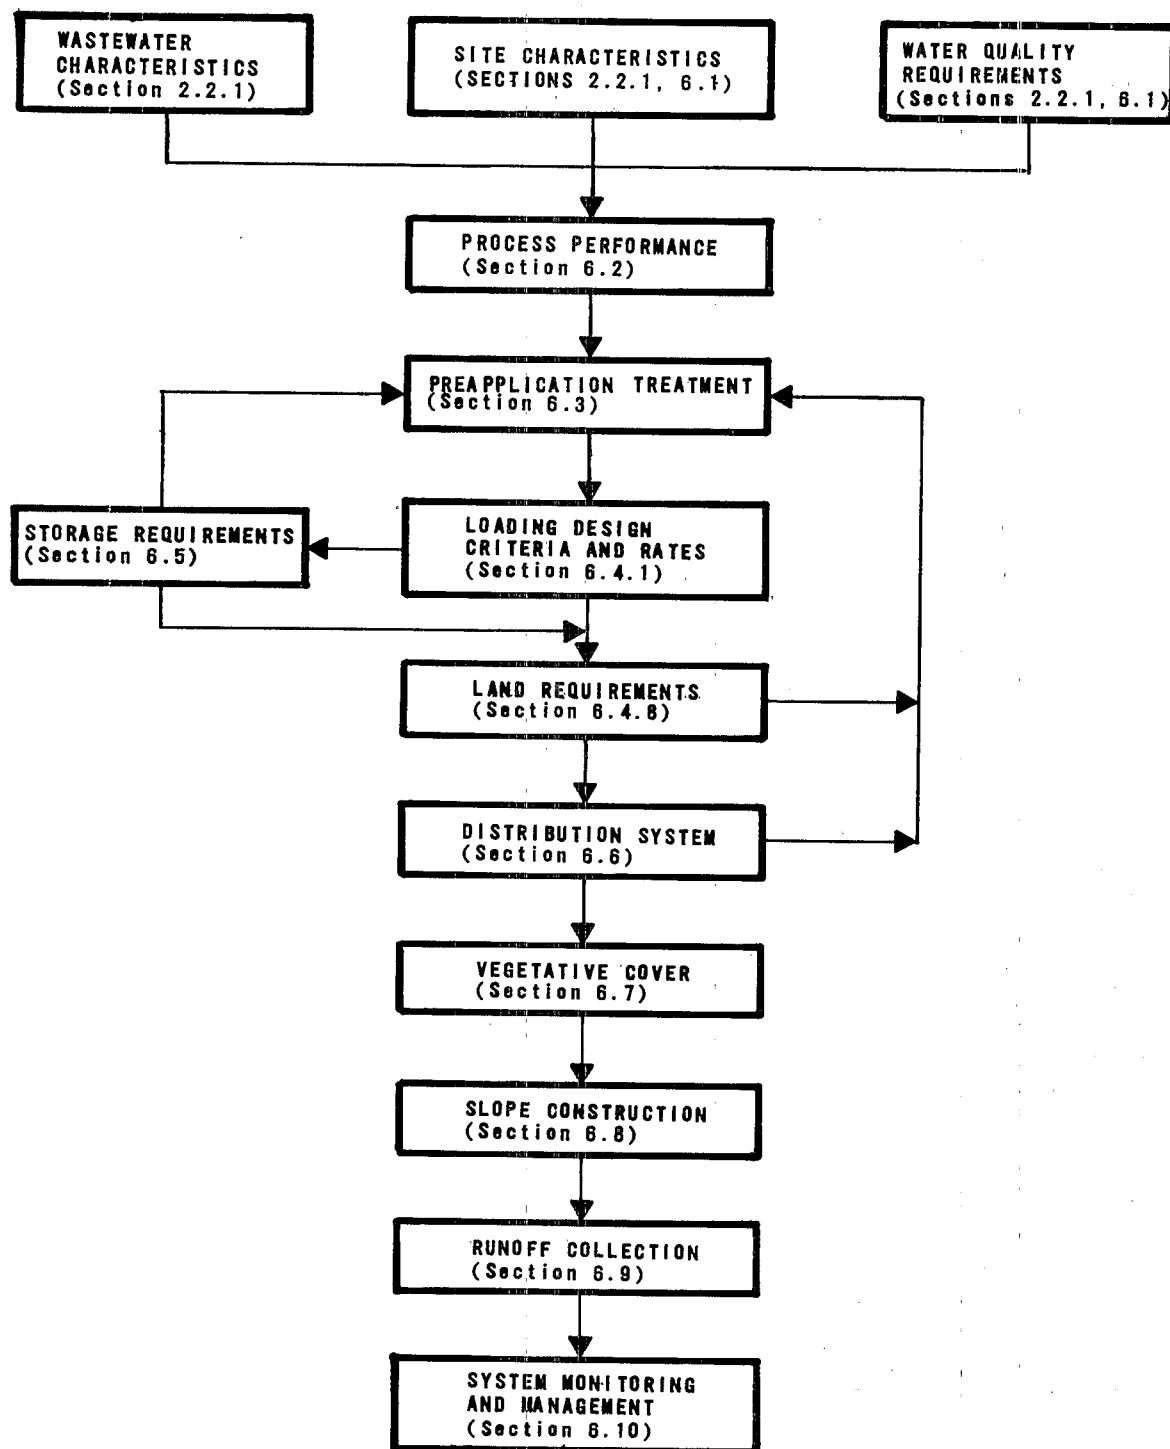 WASTEWATER
CHARACTERISTICS
(Section 2.2.1)
SITE CHARACTERISTICS
(SECTIONS 2.2.1, 6.1)
WATER QUALITY
REQUIREMENTS
(Sections 2.2.1, 6.1)
PROCESS PERFORMANCE
(Section 6.2)
PREAPPLICATION TREATMENT
(Section 6.3)
STORAGE REQUIREMENTS
(Section 6.5)
LOADING DESIGN
CRITERIA AND RATES
(Section 6.4.1)
LAND REQUIREMENTS
(Section 6.4.8)
DISTRIBUTION SYSTEM
(Section 6.6)
VEGETATIVE COVER
(Section 6.7)
SLOPE CONSTRUCTION
(Section 6.8)
RUNOFF COLLECTION
(Section 6.9)
SYSTEM MONITORING
AND MANAGEMENT
(Section 6.10)